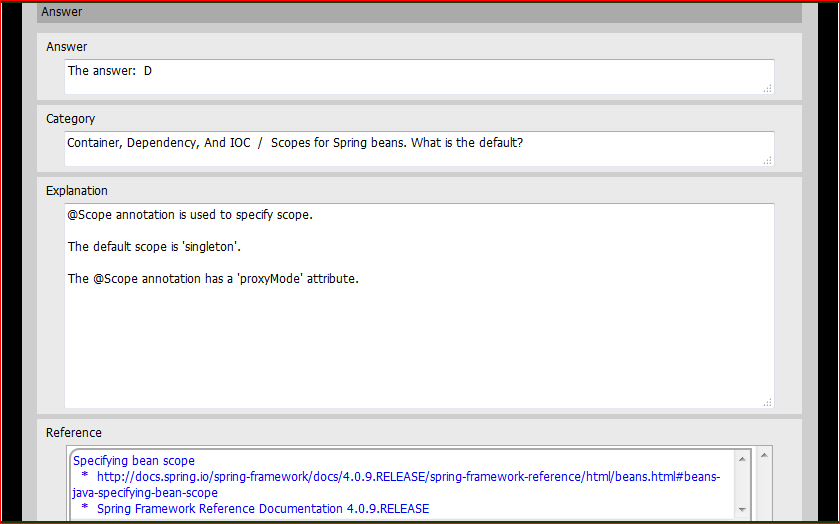 Answer
Answer
The answer:  D
Category
Container, Dependency, And IOC  /  Scopes for Spring beans. What is the default?
Explanation
@Scope annotation is used to specify scope.
The default scope is 'singleton'.
The @Scope annotation has a 'proxyMode' attribute.
Reference
Specifying bean scope
*  http://docs.spring.io/spring-framework/docs/4.0.9.RELEASE/spring-framework-reference/html/beans.html#beans-
java-specifying-bean-scope
*  Spring Framework Reference Documentation 4.0.9.RELEASE